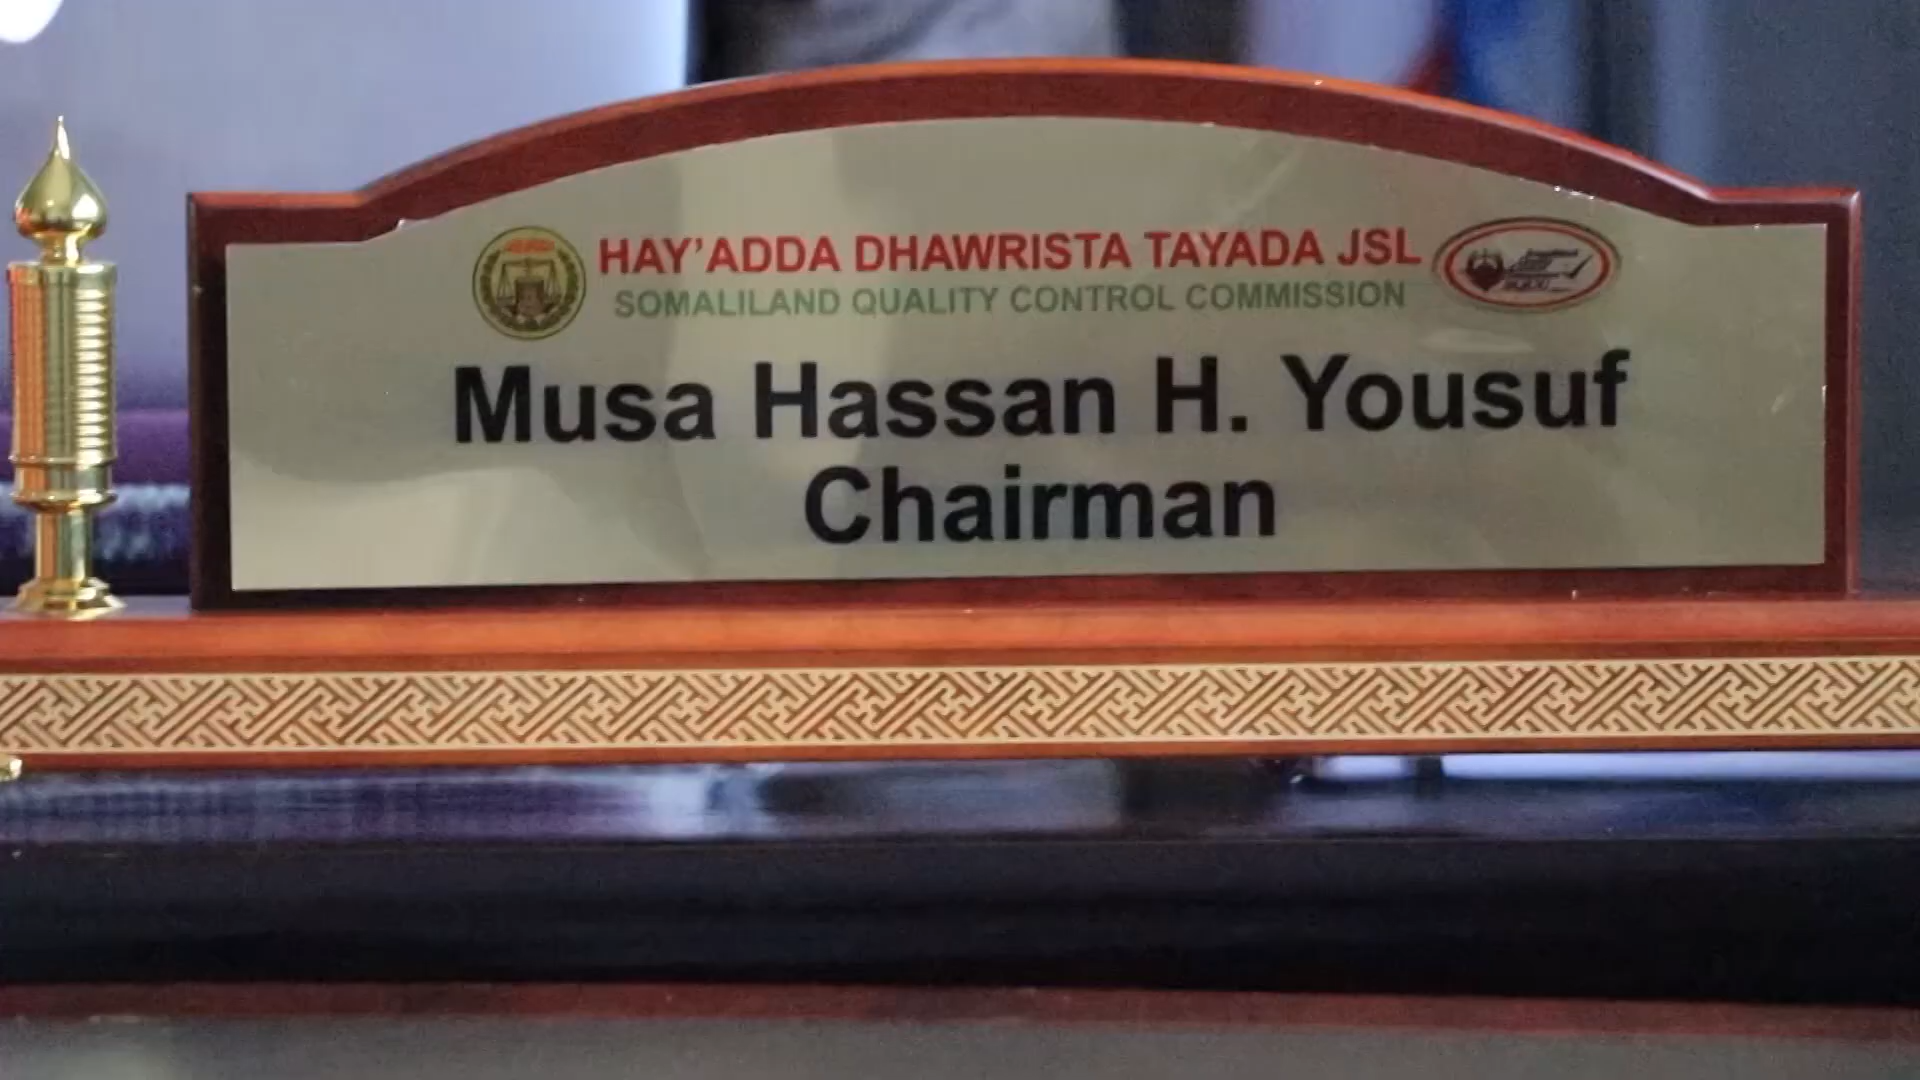 HAY'ADDA DHAWRISTA TAYADA JSL
SOMALILAND QUALITY CONTROL COMMISSION
Musa Hassan H. Yousuf
Chairman